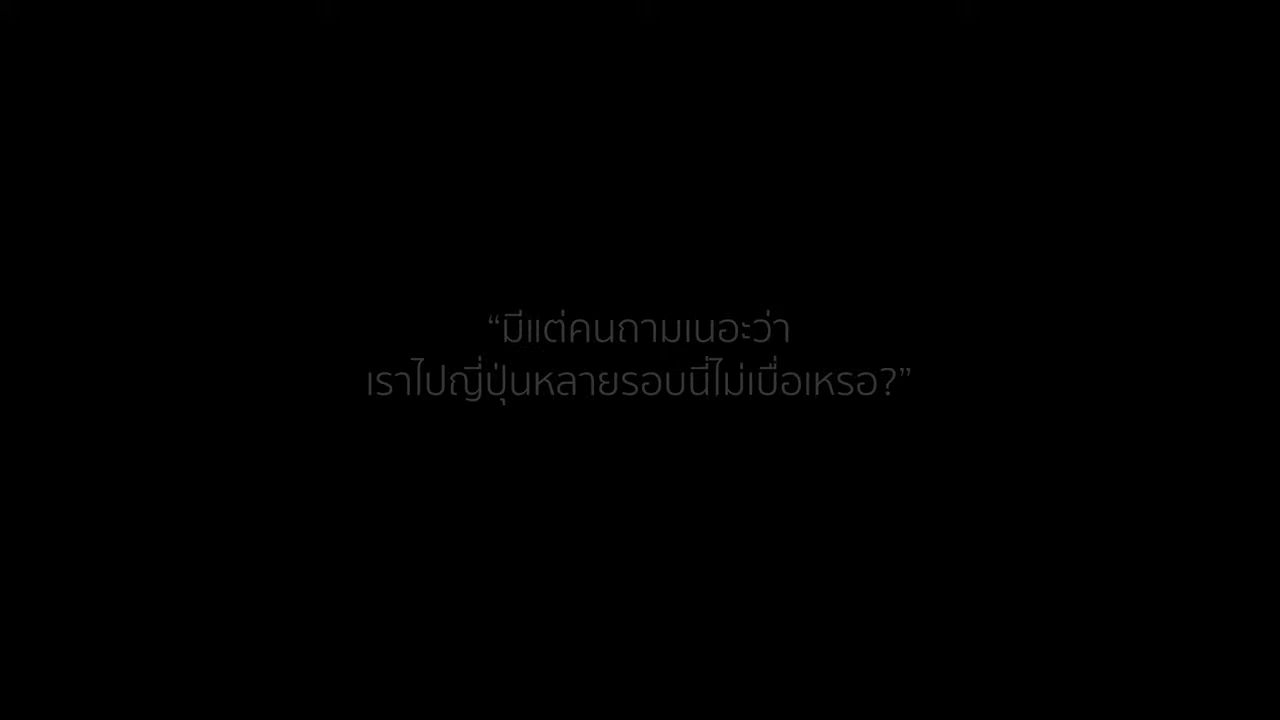 “มีแต่คนถามเนอะว่า
เราไปญี่ปุ่นหลายรอบนี่ไม่เบื่อเหรอ?”